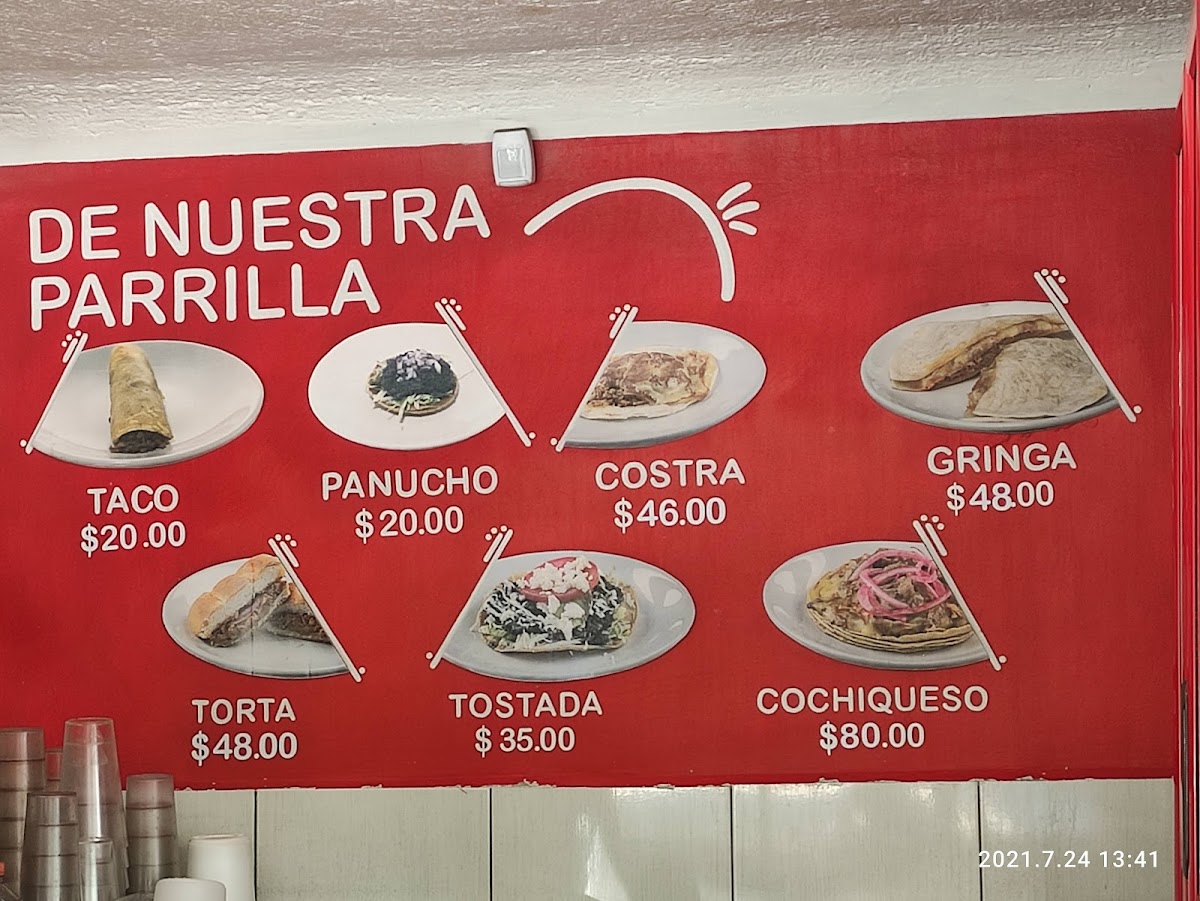 DE NUESTRA
PARRILLA
TACO
$20.00
PANUCHO
$20.00
COSTRA
$46.00
GRINGA
$48.00
TORTA
$48.00
TOSTADA
$35.00
COCHIQUESO
$80.00
2021.7.24 13:41